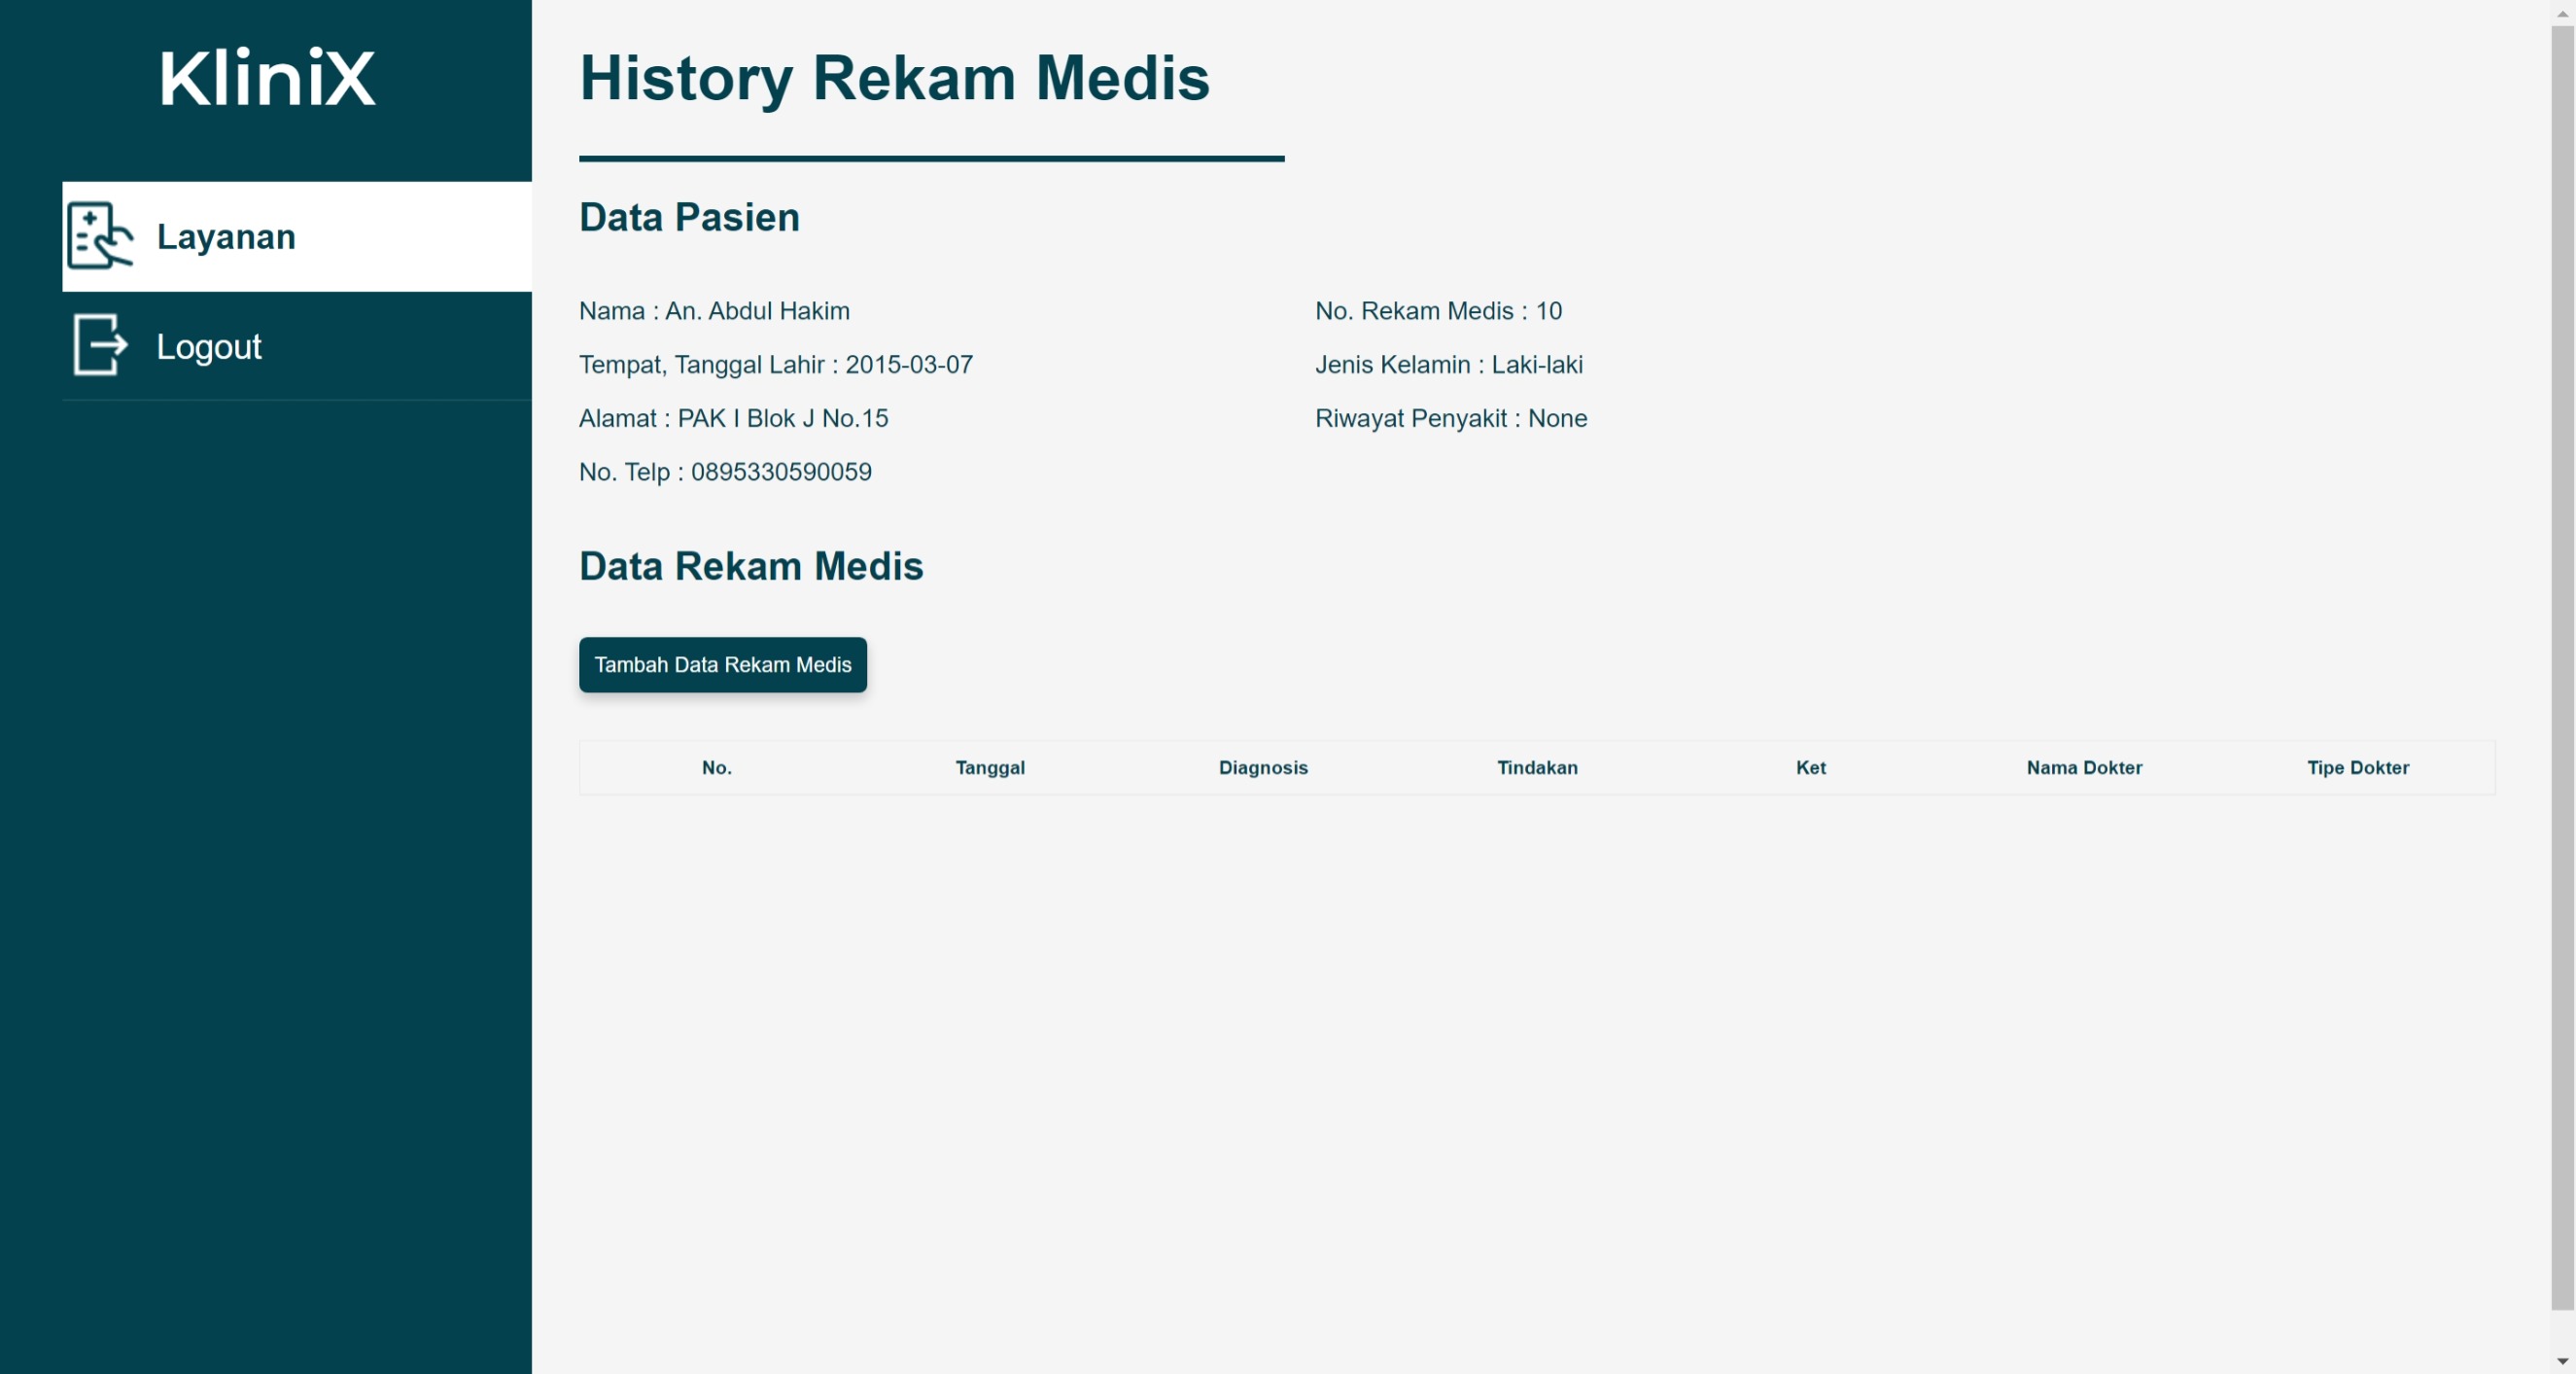 KliniX
Layanan
Logout
History Rekam Medis
Data Pasien
Nama : An. Abdul Hakim
No. Rekam Medis : 10
Tempat, Tanggal Lahir : 2015-03-07
Jenis Kelamin : Laki-laki
Alamat : PAK I Blok J No.15
Riwayat Penyakit : None
No. Telp : 0895330590059
Data Rekam Medis
Tambah Data Rekam Medis
No. Tanggal Diagnosis Tindakan Ket Nama Dokter Tipe Dokter